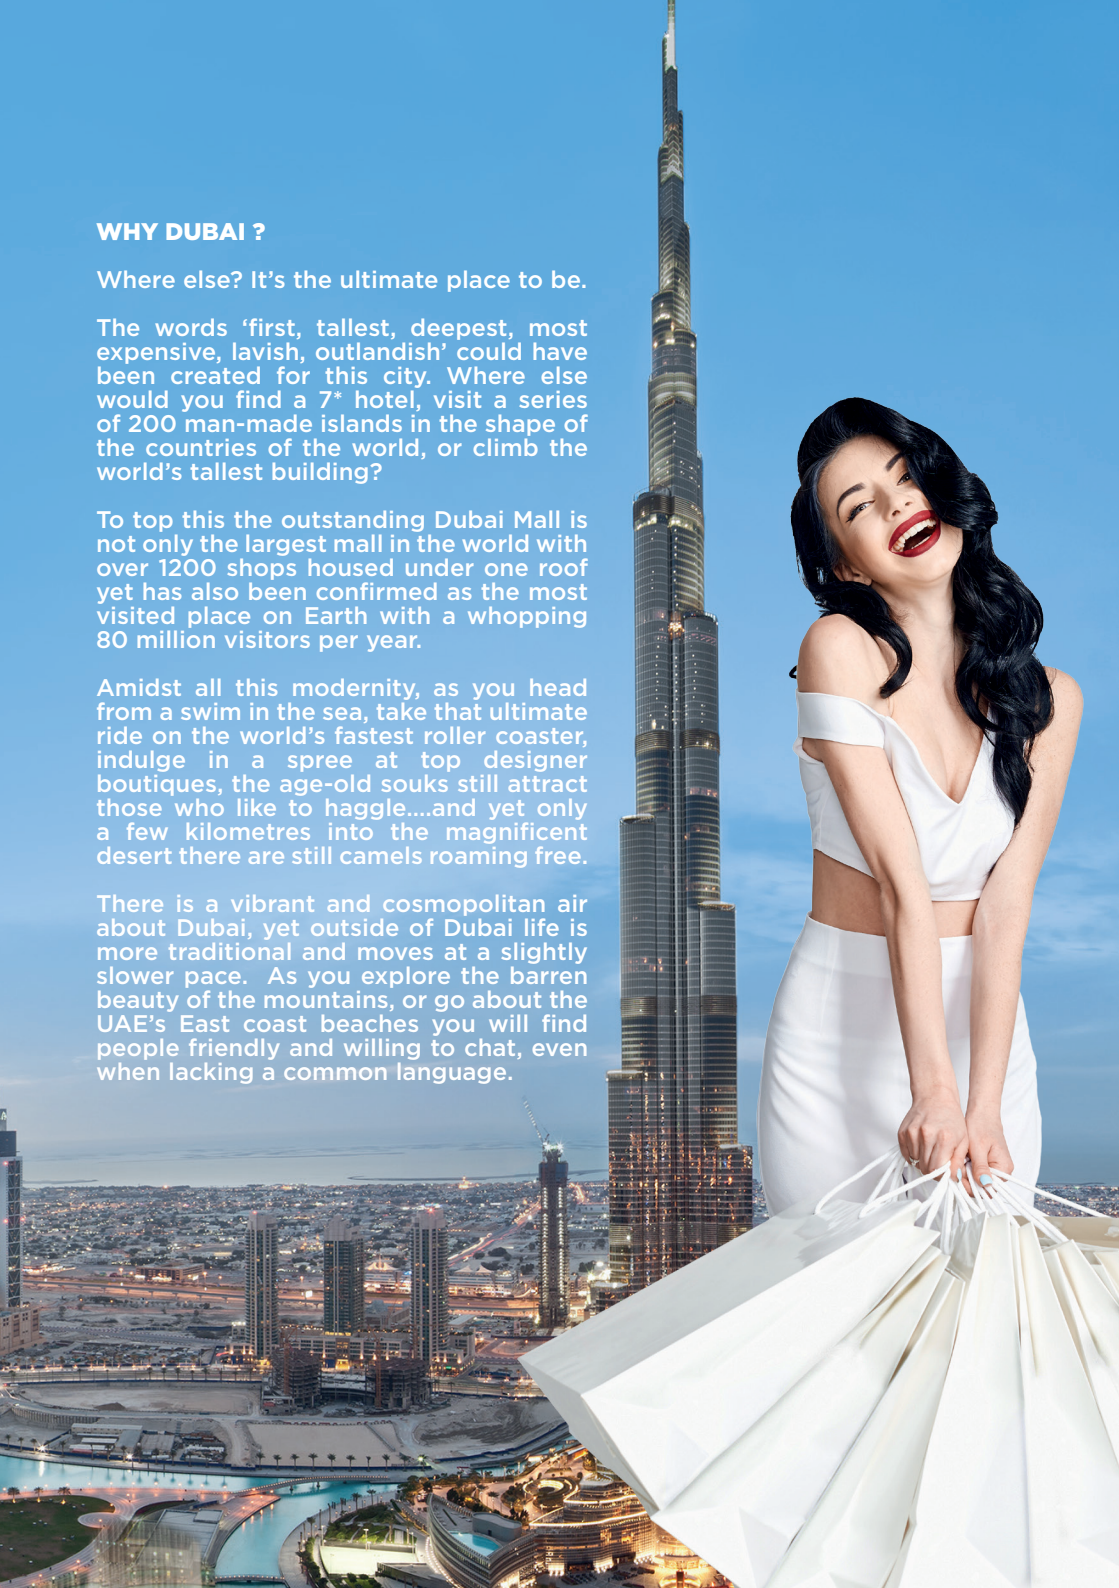 WHY DUBAI ?
Where else? It’s the ultimate place to be.
The words ‘first, tallest, deepest, most
expensive, lavish, outlandish’ could have
been created for this city. Where else
would you find a 7* hotel, visit a series
of 200 man-made islands in the shape of
the countries of the world, or climb the
world’s tallest building?
To top this the outstanding Dubai Mall is
not only the largest mall in the world with
over 1200 shops housed under one roof
yet has also been confirmed as the most
visited place on Earth with a whopping
80 million visitors per year.
Amidst all this modernity, as you head
from a swim in the sea, take that ultimate
ride on the world’s fastest roller coaster,
indulge in a spree at top designer
boutiques, the age-old souks still attract
those who like to haggle....and yet only
a few kilometres into the magnificent
desert there are still camels roaming free.
There is a vibrant and cosmopolitan air
about Dubai, yet outside of Dubai life is
more traditional and moves at a slightly
slower pace.  As you explore the barren
beauty of the mountains, or go about the
UAE’s East coast beaches you will find
people friendly and willing to chat, even
when lacking a common language.